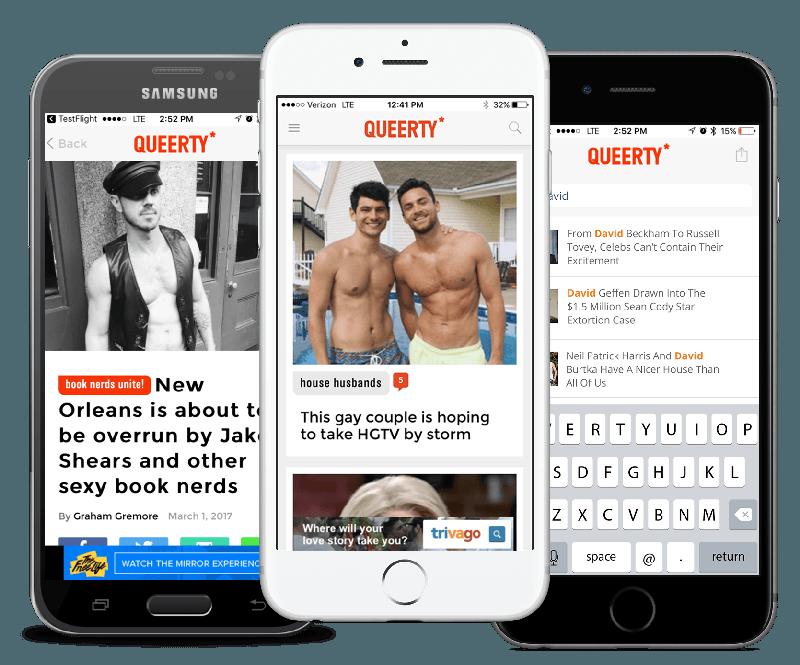 SAMSUNG
TestFlight LTE 2:52 PM
Back
QUEERTY*
book nerds unite! New
Orleans is about to
be overrun by Jake
Shears and other
sexy book nerds
By Graham Gremore March 1, 2017
The Freeze
WATCH THE MIRROR EXPERIENC
Verizon LTE 12:41 PM 32%
QUEERTY*
house husbands 5
This gay couple is hoping
to take HGTV by storm
Where will your
love story take you?
trivago
LTE 2:52 PM 15%
QUEERTY*
avid
From David Beckham To Russell
Tovey, Celebs Can't Contain Their
Excitement
David Geffen Drawn Into The
$1.5 Million Sean Cody Star
Extortion Case
Neil Patrick Harris And David
Burtka Have A Nicer House Than
All Of Us
E R T Y U I O P
S D F G H J K L
Z X C V B N M
space @ . return